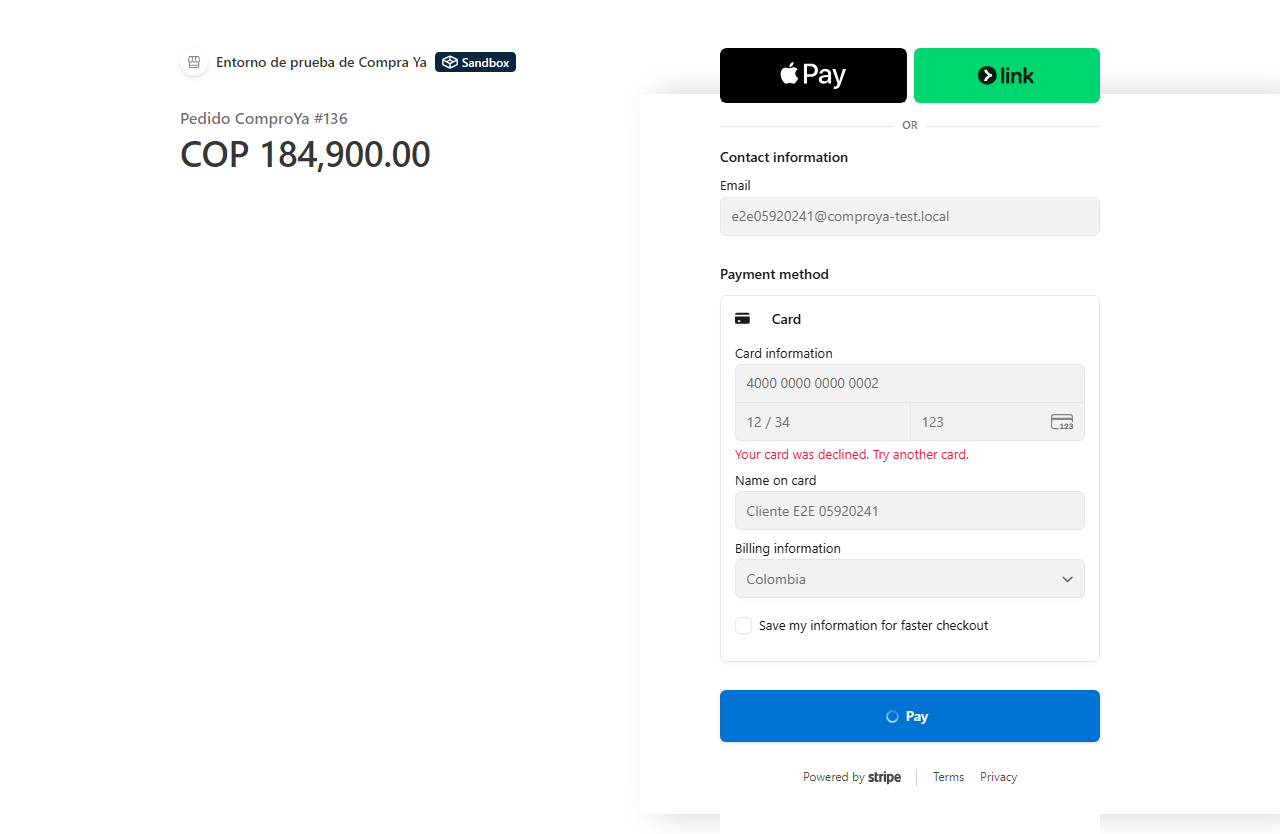 Entorno de prueba de Compra Ya Sandbox
Pedido ComproYa #136
COP 184,900.00
Pay link
OR
Contact information
Email
e2e05920241@comproya-test.local
Payment method
Card
Card information
4000 0000 0000 0002
12 / 34 123 123
Your card was declined. Try another card.
Name on card
Cliente E2E 05920241
Billing information
Colombia
Save my information for faster checkout
Pay
Powered by stripe Terms Privacy